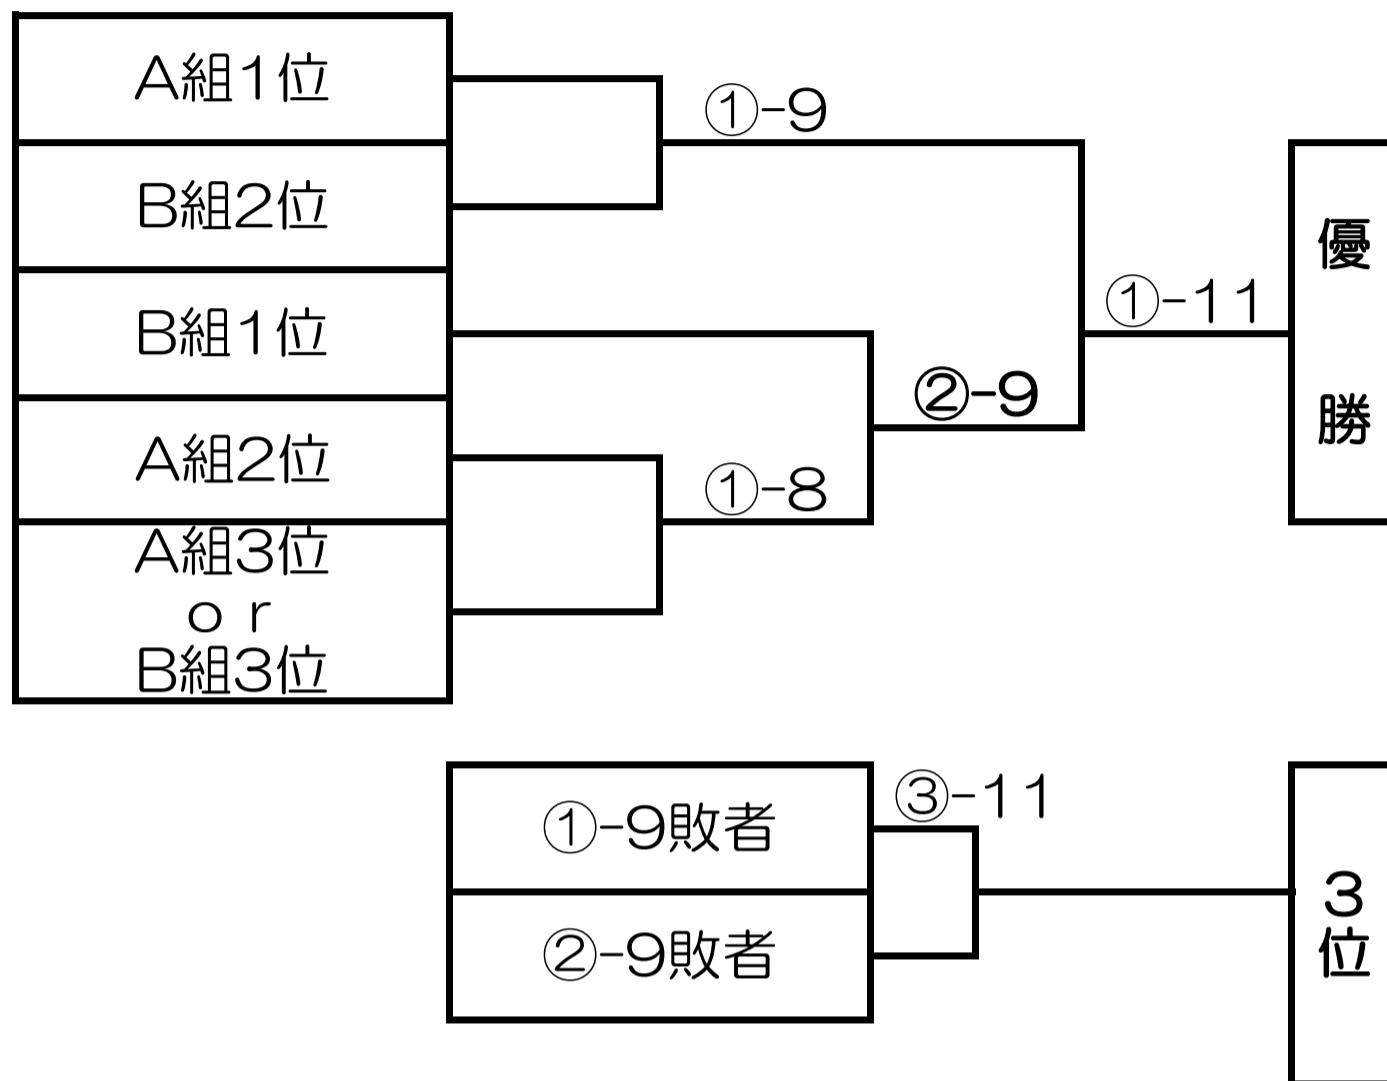 A組1位
①-9
B組2位
B組1位
①-11
優
勝
②-9
A組2位
①-8
A組3位
or
B組3位
①-9敗者
③-11
②-9敗者
3
位